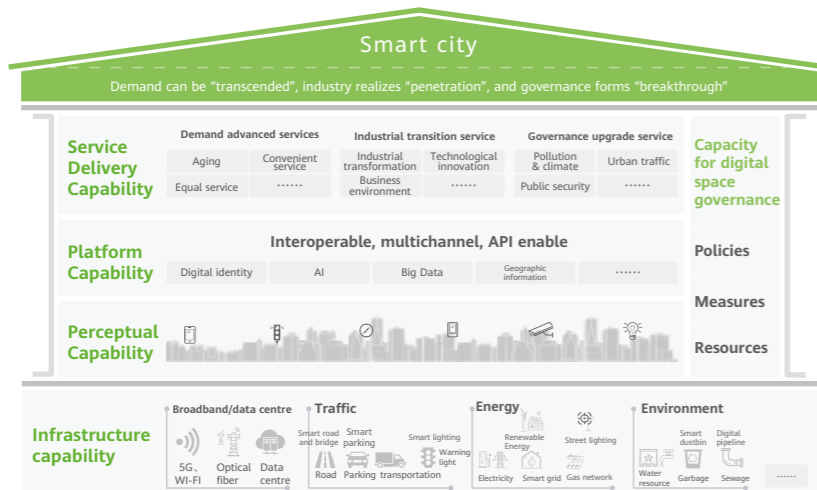 Smart city
Demand can be “transcended”, industry realizes “penetration”, and governance forms “breakthrough”
Service
Delivery
Capability
Demand advanced services
Aging
Convenient
service
Equal service
......
Industrial transition service
Industrial
transformation
Technological
innovation
Business
environment
......
Governance upgrade service
Pollution
& climate
Urban traffic
Public security
......
Capacity
for digital
space
governance
Policies
Measures
Resources
Platform
Capability
Interoperable, multichannel, API enable
Digital identity
AI
Big Data
Geographic
information
......
Perceptual
Capability
Infrastructure
capability
Broadband/data centre
5G、
WI-FI
Optical
fiber
Data
centre
Traffic
Smart road
and bridge
Smart
parking
Smart lighting
Warning
light
Road
Parking
transportation
Energy
Renewable
Energy
Street lighting
Electricity
Smart grid
Gas network
Environment
Smart
dustbin
Digital
pipeline
Water
resource
Garbage
Sewage
......